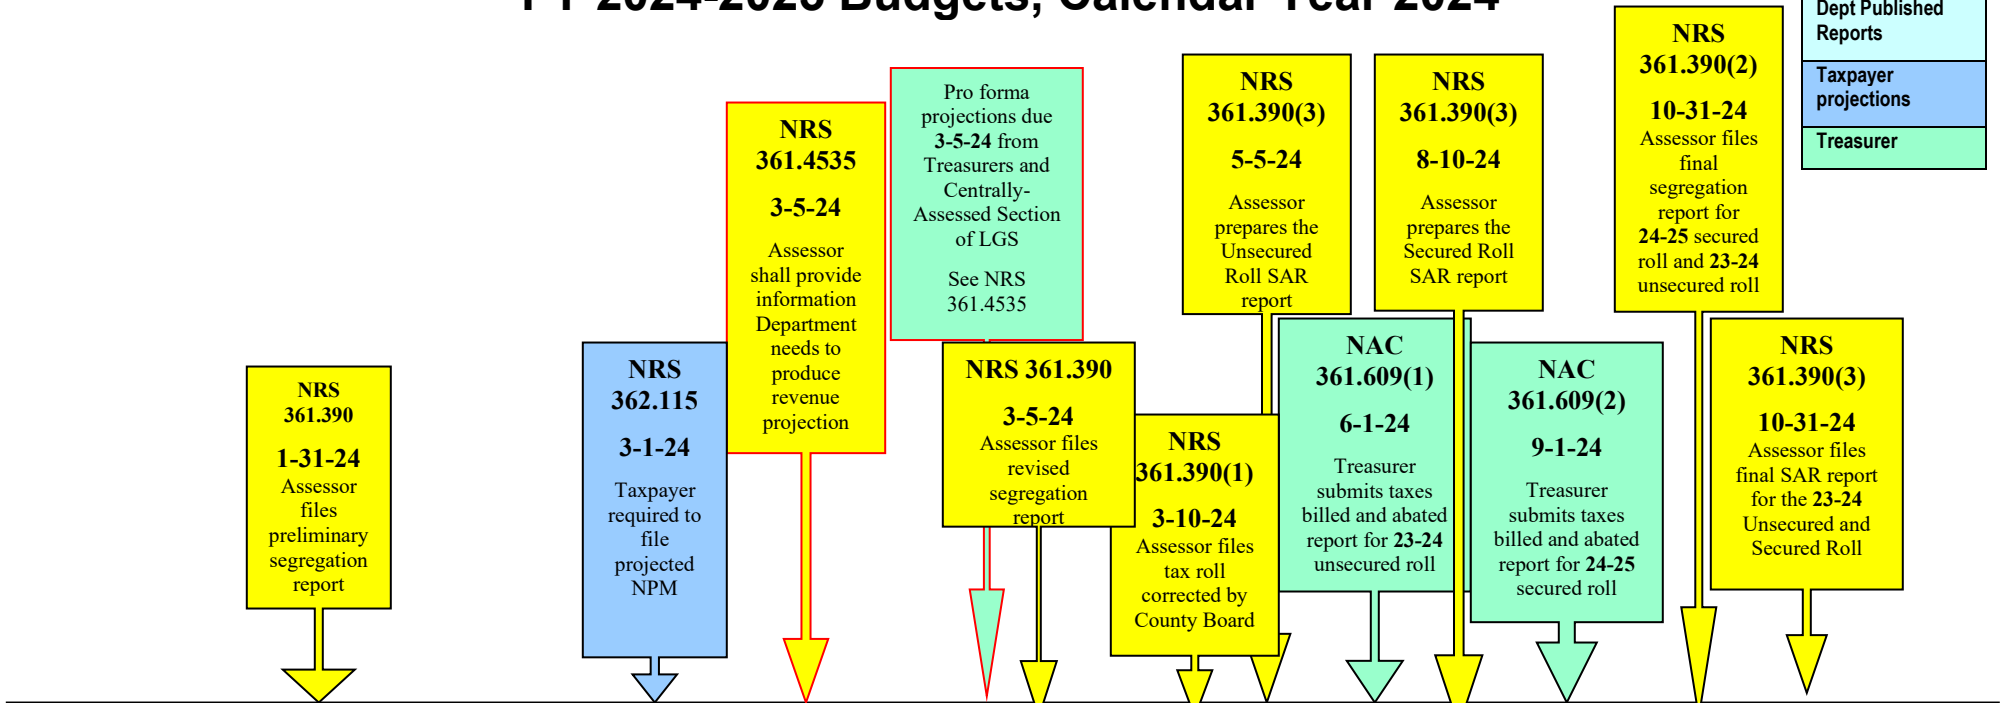 FY 2024-2025 Budgets, Calendar Year 2024
Dept Published
Reports
Taxpayer
projections
Treasurer
NRS
361.390
1-31-24
Assessor
files
preliminary
segregation
report
NRS
362.115
3-1-24
Taxpayer
required to
file
projected
NPM
NRS
361.4535
3-5-24
Assessor
shall provide
information
Department
needs to
produce
revenue
projection
Pro forma
projections due
3-5-24 from
Treasurers and
Centrally-
Assessed Section
of LGS
See NRS
361.4535
NRS 361.390
3-5-24
Assessor files
revised
segregation
report
NRS
361.390(1)
3-10-24
Assessor files
tax roll
corrected by
County Board
NRS
361.390(3)
5-5-24
Assessor
prepares the
Unsecured
Roll SAR
report
NAC
361.609(1)
6-1-24
Treasurer
submits taxes
billed and abated
report for 23-24
unsecured roll
NRS
361.390(3)
8-10-24
Assessor
prepares the
Secured Roll
SAR report
NAC
361.609(2)
9-1-24
Treasurer
submits taxes
billed and abated
report for 24-25
secured roll
NRS
361.390(2)
10-31-24
Assessor files
final
segregation
report for
24-25 secured
roll and 23-24
unsecured roll
NRS
361.390(3)
10-31-24
Assessor files
final SAR report
for the 23-24
Unsecured and
Secured Roll